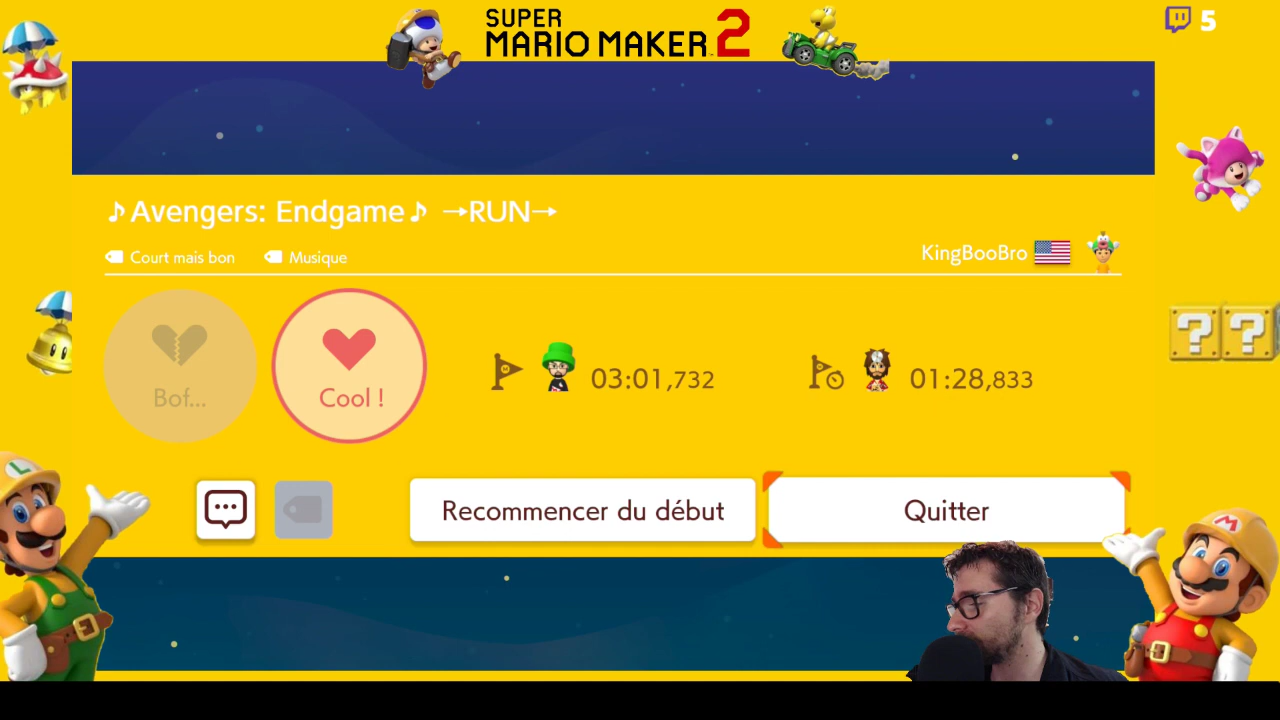 SUPER
MARIO MAKER 2
5
♪Avengers: Endgame♪ →RUN→
Court mais bon
Musique
KingBooBro
Bof...
Cool !
03:01,732
01:28,833
Recommencer du début
Quitter